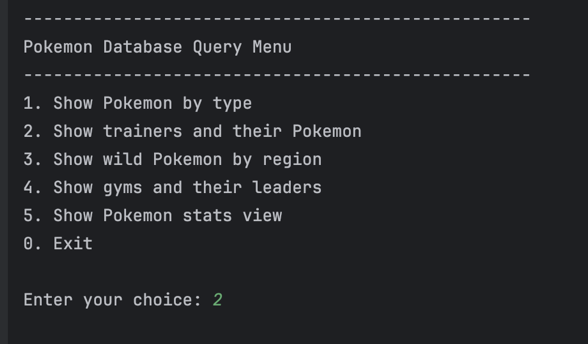 ---------------------------------------------------
Pokemon Database Query Menu
---------------------------------------------------
1. Show Pokemon by type
2. Show trainers and their Pokemon
3. Show wild Pokemon by region
4. Show gyms and their leaders
5. Show Pokemon stats view
0. Exit
Enter your choice: 2